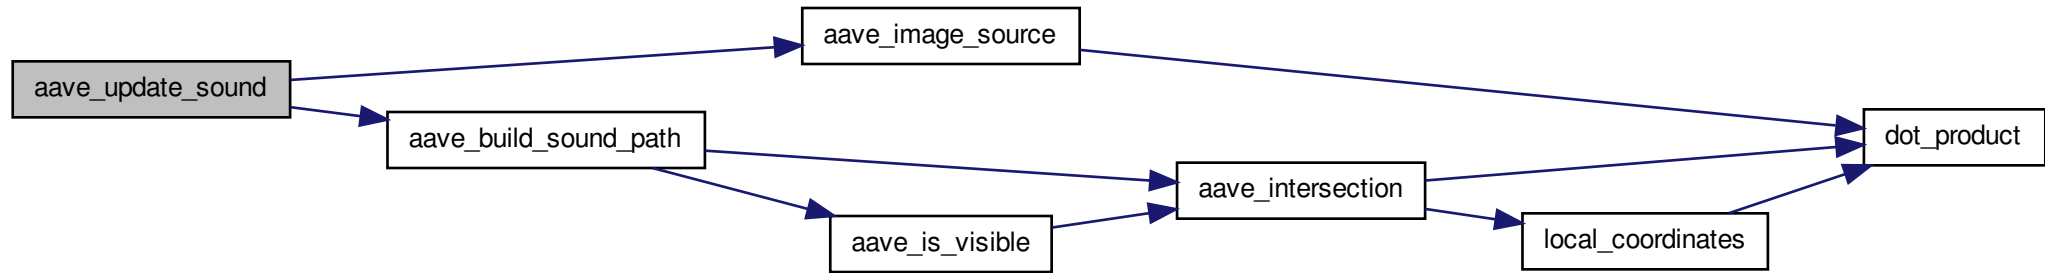 aave_update_sound
aave_image_source
aave_build_sound_path
aave_is_visible
aave_intersection
local_coordinates
dot_product